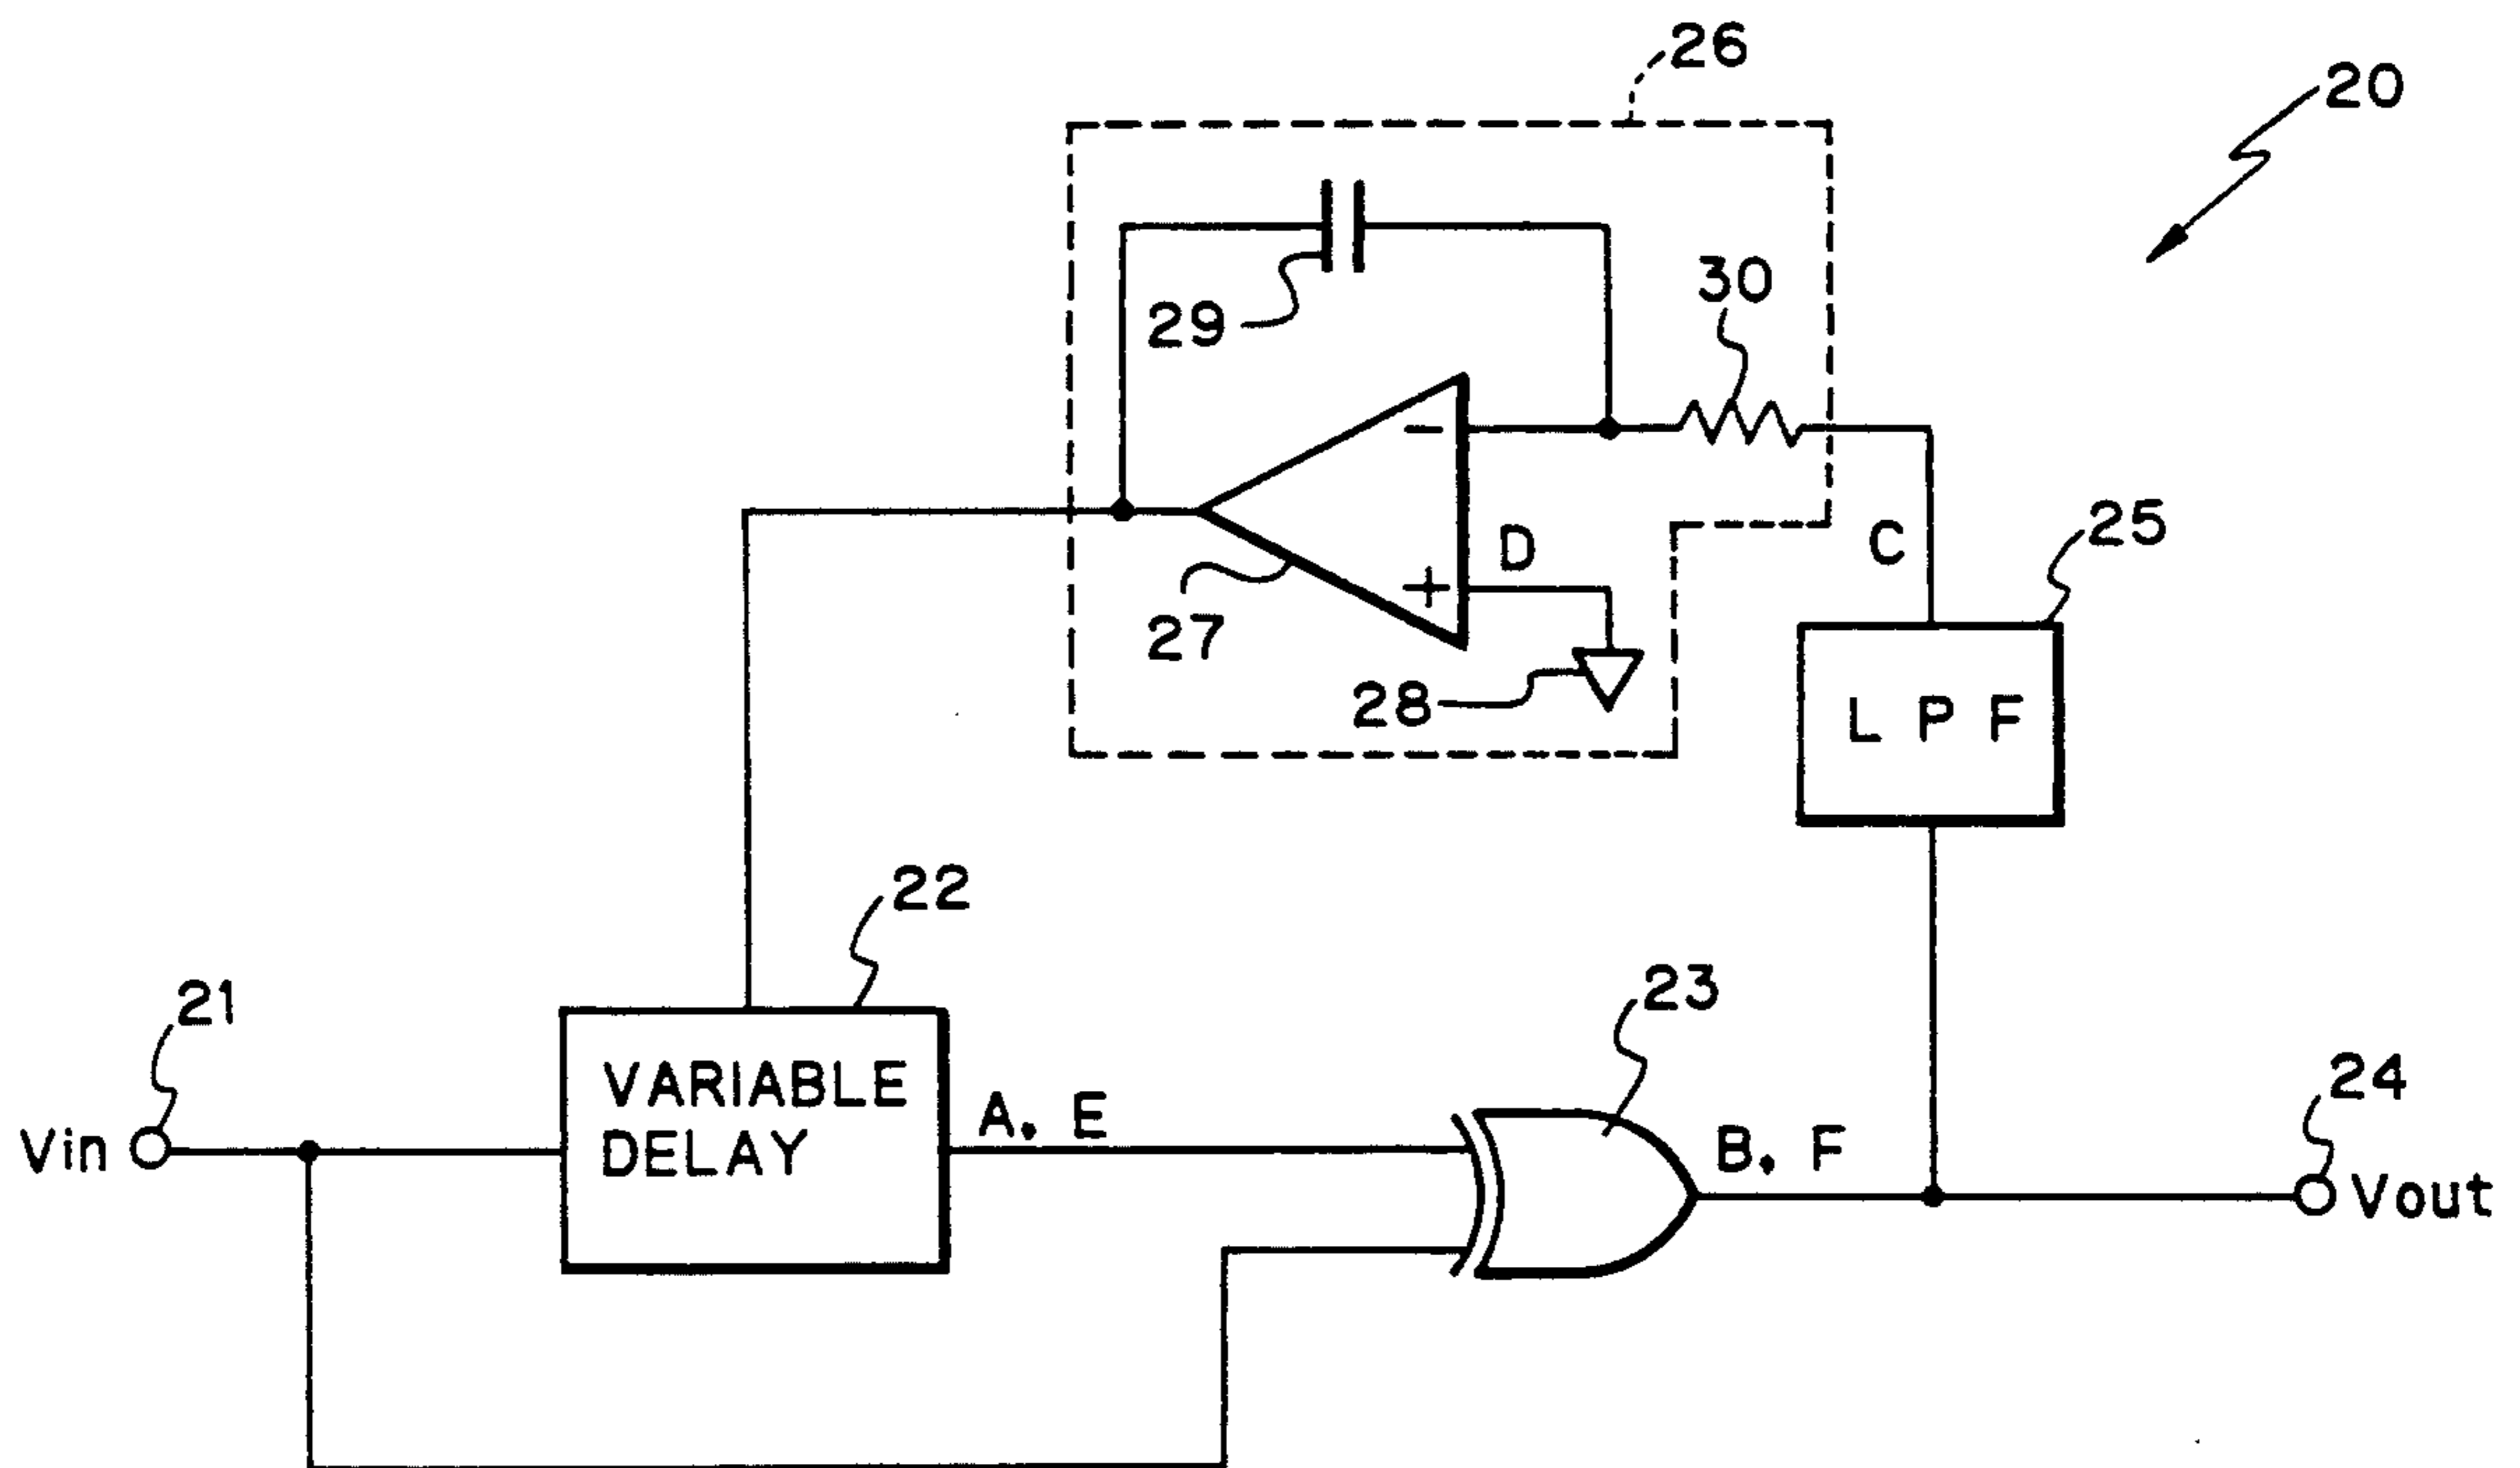 26
20
30
29
-
D
C
25
+
27
28
L P F
22
21
23
VARIABLE
DELAY
A. E
24
Vin
B. F
Vout